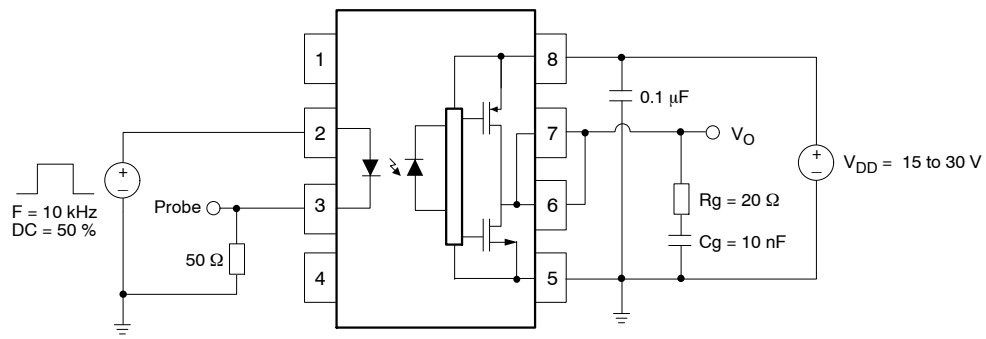 1
8
0.1 μF
2
7
V_O
+
–
+
–
V_DD = 15 to 30 V
F = 10 kHz
DC = 50 %
Probe
3
6
Rg = 20 Ω
50 Ω
4
5
Cg = 10 nF